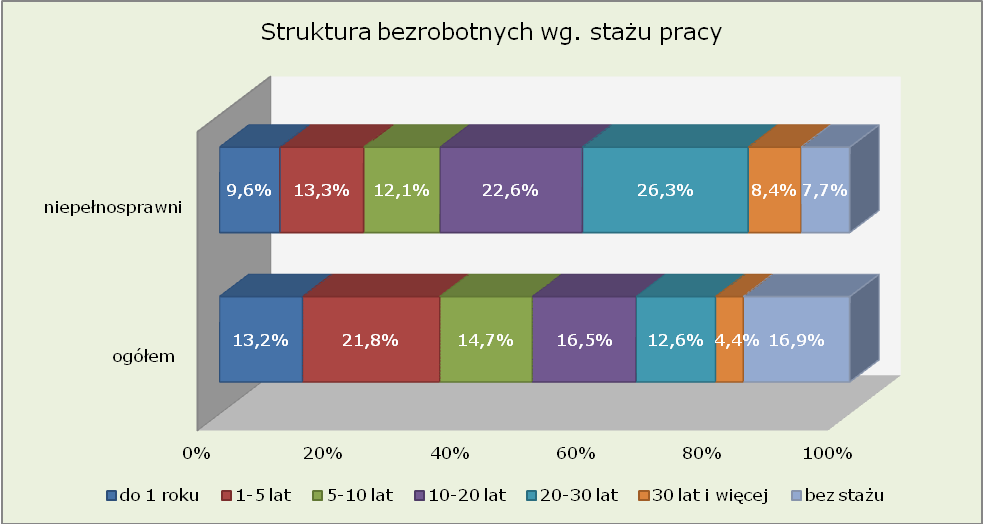 Struktura bezrobotnych wg. stażu pracy
niepełnosprawni
9,6% 13,3% 12,1% 22,6% 26,3% 8,4% 7,7%
ogółem
13,2% 21,8% 14,7% 16,5% 12,6% 4,4% 16,9%
0% 20% 40% 60% 80% 100%
do 1 roku 1-5 lat 5-10 lat 10-20 lat 20-30 lat 30 lat i więcej bez stażu